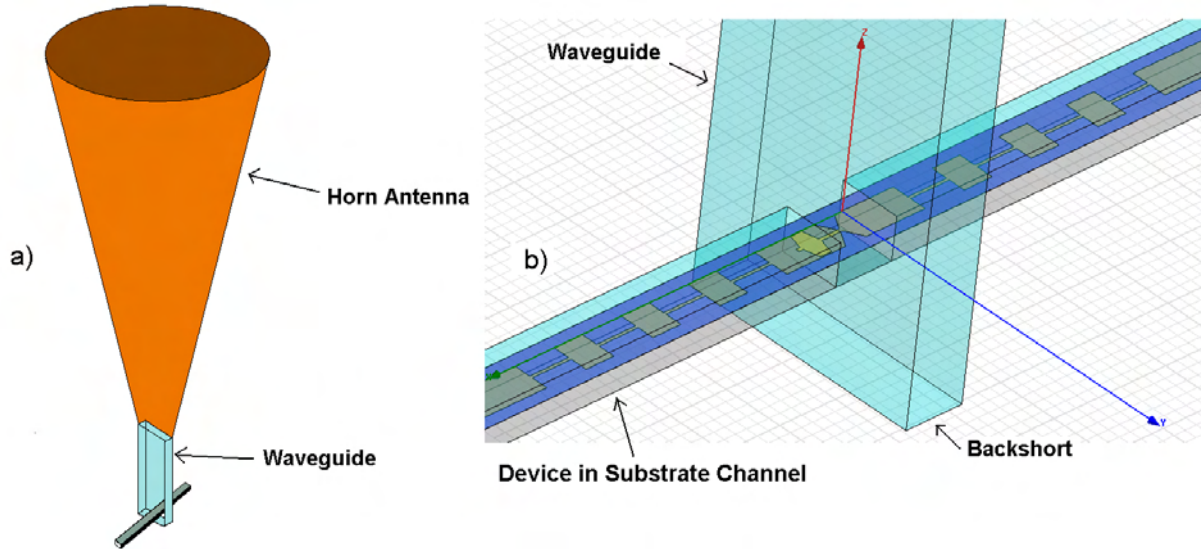 a)
Horn Antenna
Waveguide
b)
Waveguide
Z
Y
Device in Substrate Channel
Backshort